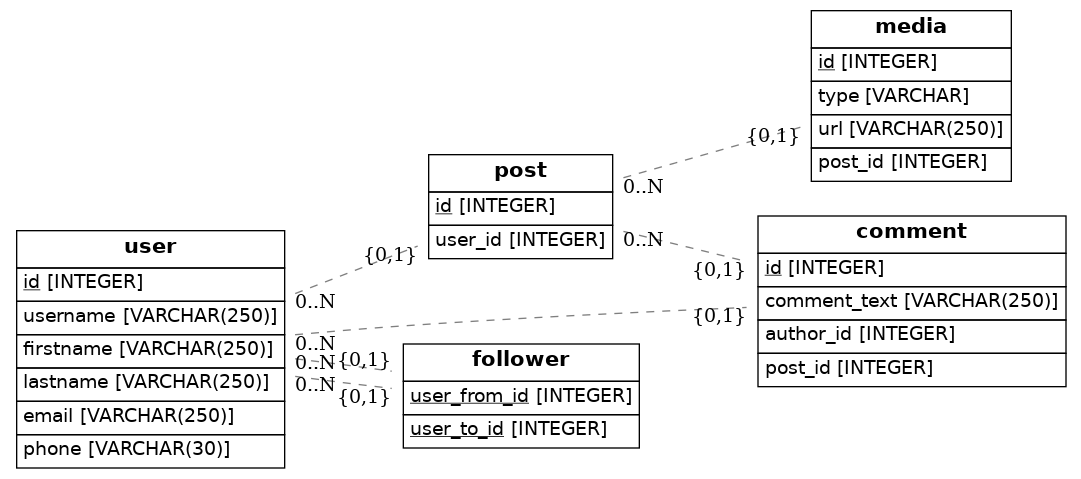 media
id [INTEGER]
type [VARCHAR]
url [VARCHAR(250)]
post_id [INTEGER]
{0,1}
0..N
post
id [INTEGER]
user_id [INTEGER]
{0,1}
0..N
0..N
{0,1}
comment
id [INTEGER]
comment_text [VARCHAR(250)]
author_id [INTEGER]
post_id [INTEGER]
{0,1}
0..N
user
id [INTEGER]
username [VARCHAR(250)]
firstname [VARCHAR(250)]
lastname [VARCHAR(250)]
email [VARCHAR(250)]
phone [VARCHAR(30)]
0..N
{0,1}
0..N
{0,1}
follower
user_from_id [INTEGER]
user_to_id [INTEGER]